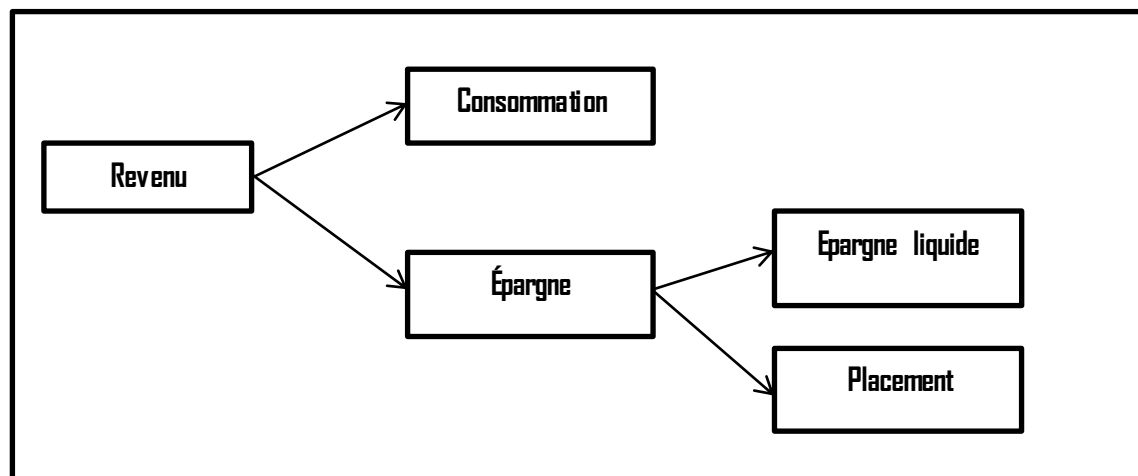 Consommation
Revenu
Epargne liquide
Épargne
Placement